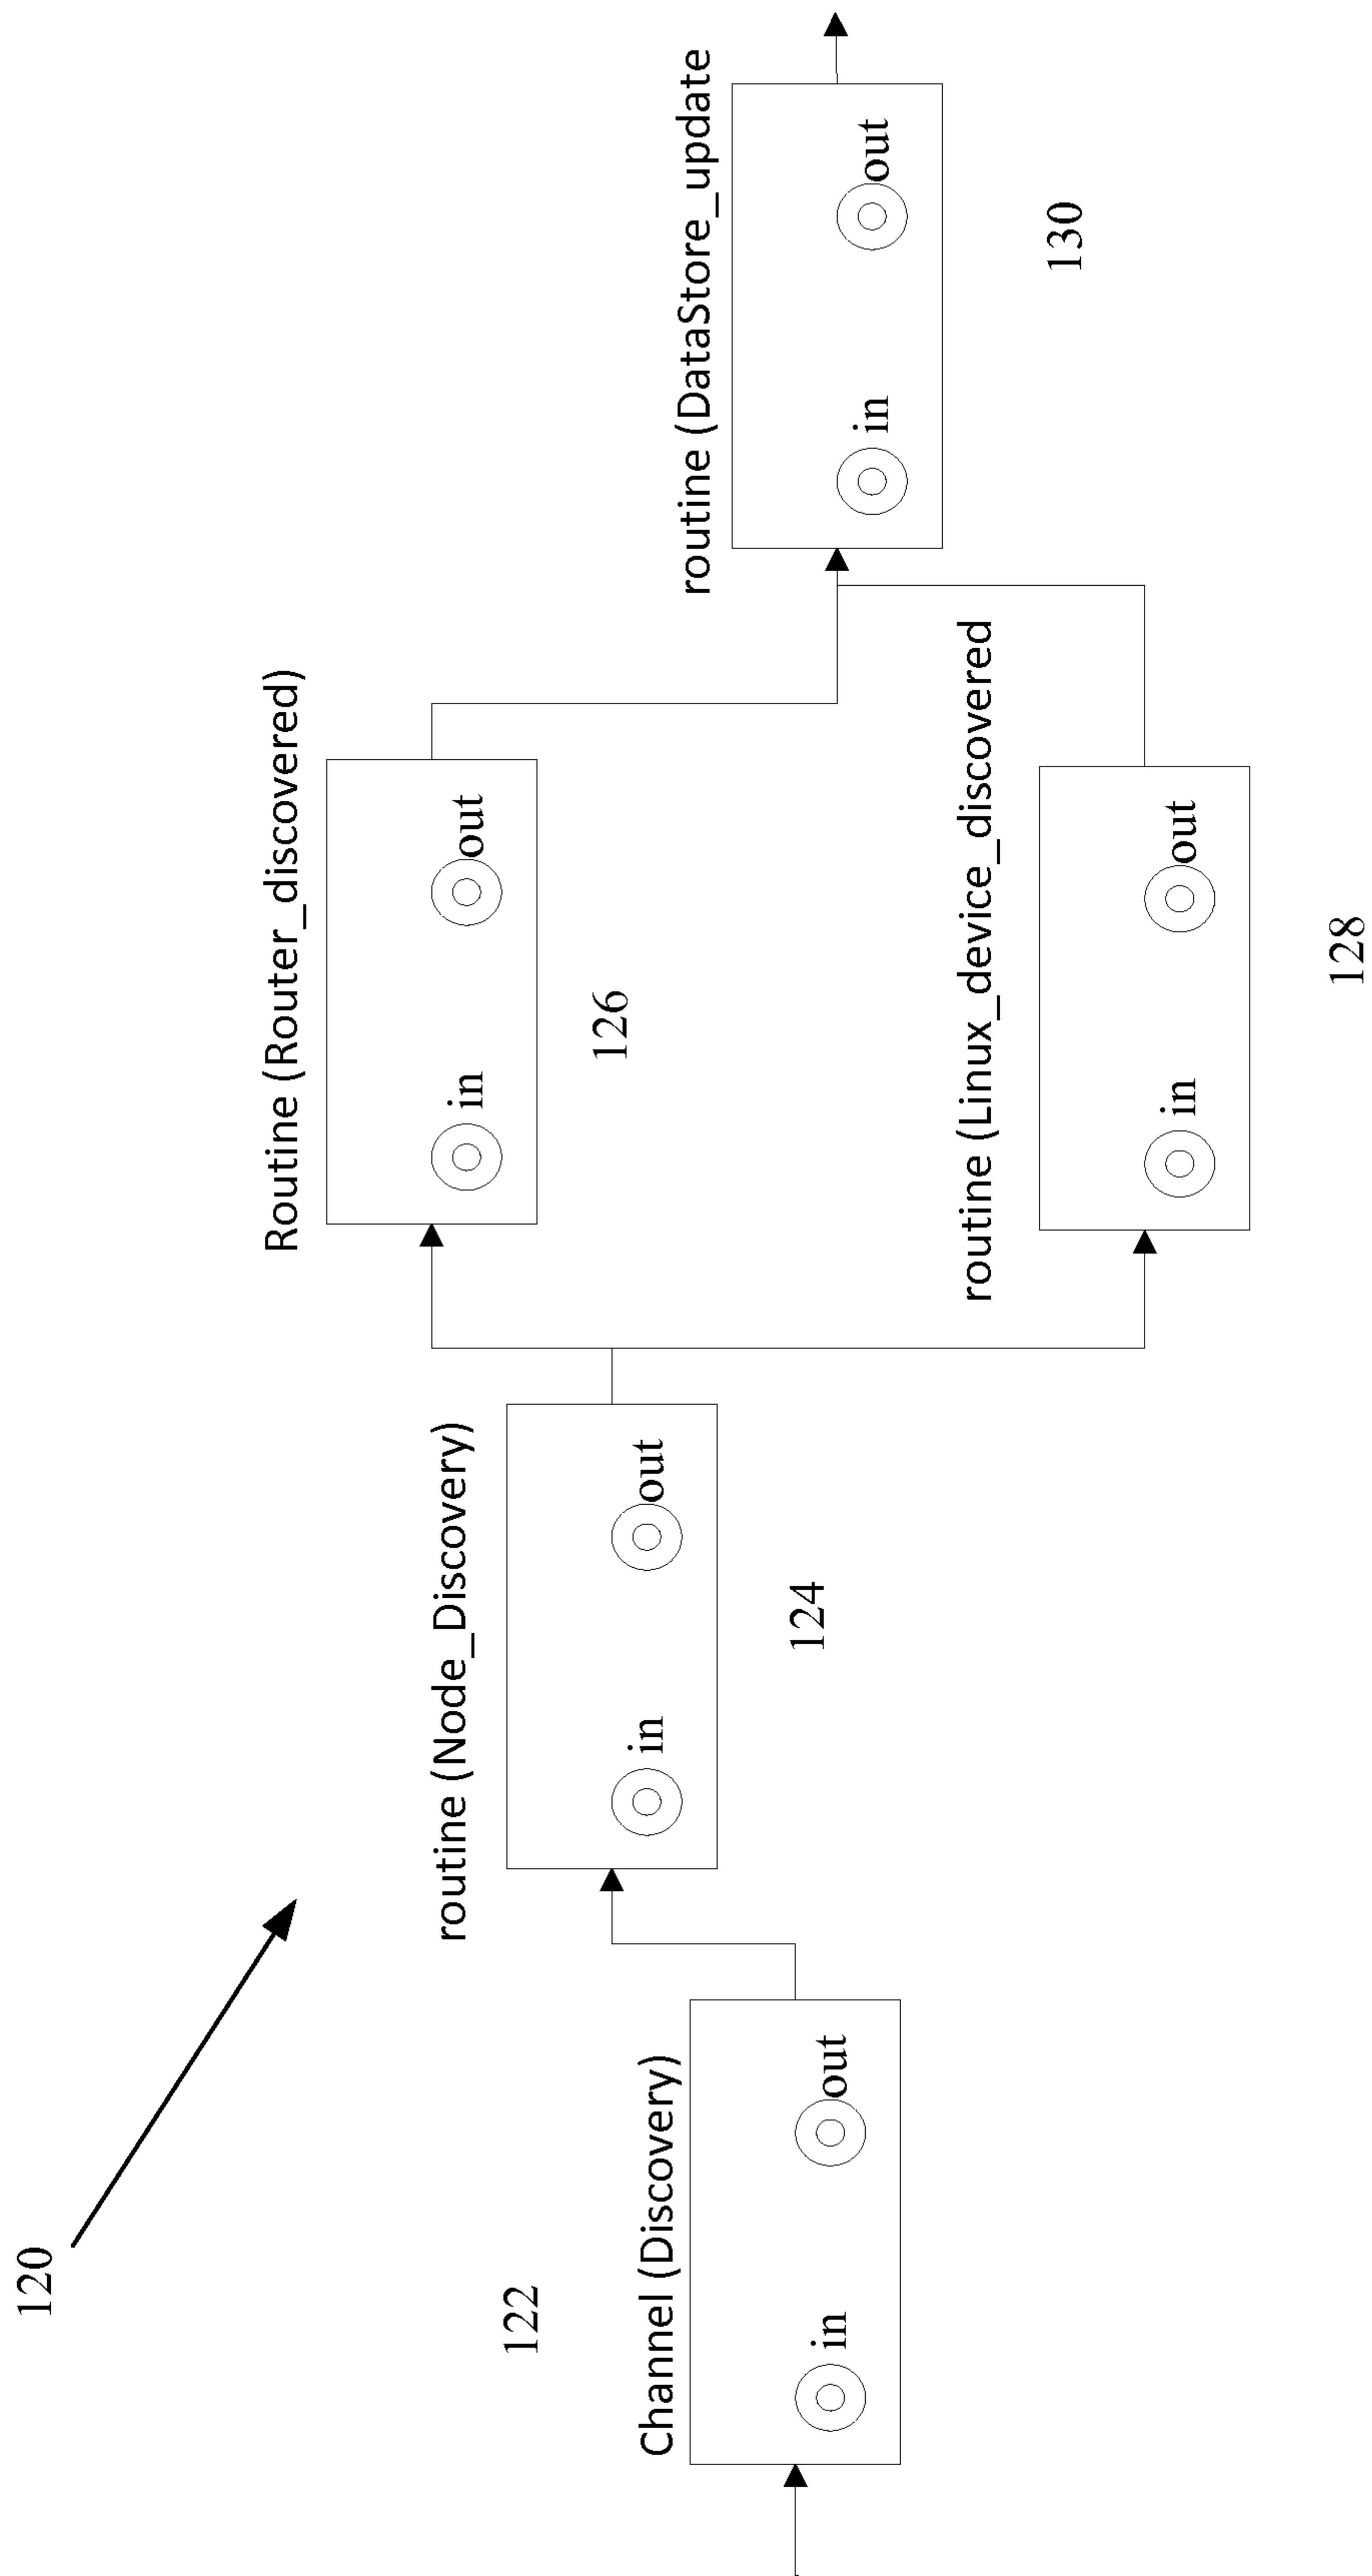 120
122
Channel (Discovery)
in
out
routine (Node_Discovery)
in
out
124
Routine (Router_discovered)
in
out
126
routine (Linux_device_discovered
in
out
128
routine (DataStore_update
in
out
130